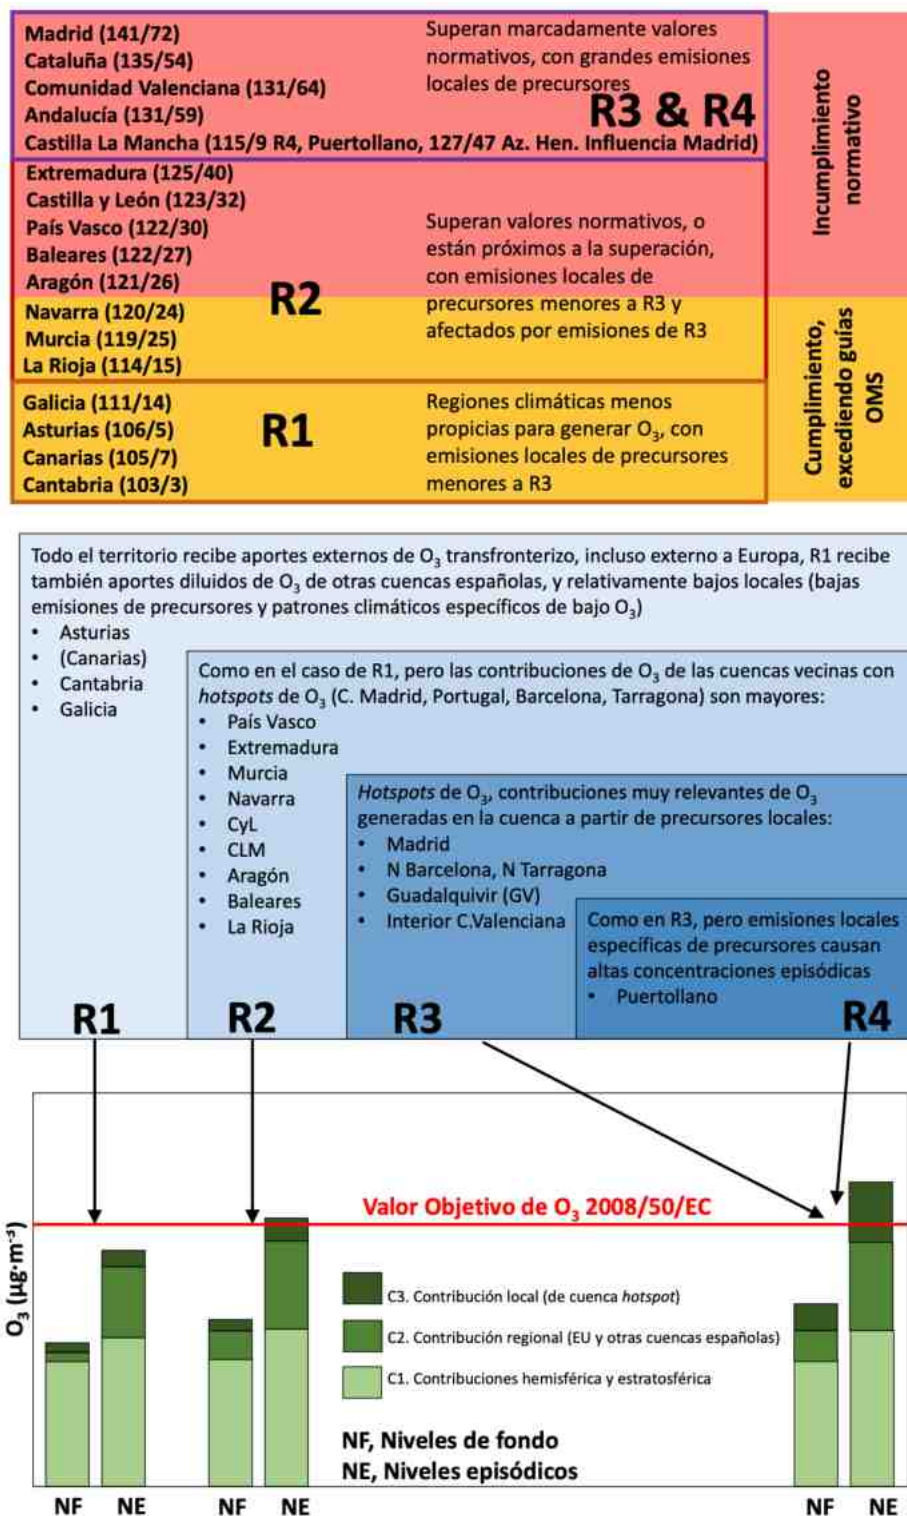 Madrid (141/72)
Cataluña (135/54)
Comunidad Valenciana (131/64)
Andalucía (131/59)
Castilla La Mancha (115/9 R4, Puertollano, 127/47 Az. Hen. Influencia Madrid)
Superan marcadamente valores
normativos, con grandes emisiones
locales de precursores
R3 & R4
Extremadura (125/40)
Castilla y León (123/32)
País Vasco (122/30)
Baleares (122/27)
Aragón (121/26)
Navarra (120/24)
Murcia (119/25)
La Rioja (114/15)
R2
Superan valores normativos, o
están próximos a la superación,
con emisiones locales de
precursores menores a R3 y
afectados por emisiones de R3
Galicia (111/14)
Asturias (106/5)
Canarias (105/7)
Cantabria (103/3)
R1
Regiones climáticas menos
propicias para generar O₃, con
emisiones locales de precursores
menores a R3
Incumplimiento
normativo
Cumplimiento,
excediendo guías
OMS
Todo el territorio recibe aportes externos de O₃ transfronterizo, incluso externo a Europa, R1 recibe
también aportes diluidos de O₃ de otras cuencas españolas, y relativamente bajos locales (bajas
emisiones de precursores y patrones climáticos específicos de bajo O₃)
• Asturias
• (Canarias)
• Cantabria
• Galicia
R1
Como en el caso de R1, pero las contribuciones de O₃ de las cuencas vecinas con
hotspots de O₃ (C. Madrid, Portugal, Barcelona, Tarragona) son mayores:
• País Vasco
• Extremadura
• Murcia
• Navarra
• CyL
• CLM
• Aragón
• Baleares
• La Rioja
R2
Hotspots de O₃, contribuciones muy relevantes de O₃
generadas en la cuenca a partir de precursores locales:
• Madrid
• N Barcelona, N Tarragona
• Guadalquivir (GV)
• Interior C.Valenciana
R3
Como en R3, pero emisiones locales
específicas de precursores causan
altas concentraciones episódicas
• Puertollano
R4
Valor Objetivo de O₃ 2008/50/EC
O₃ (µg·m⁻³)
C3. Contribución local (de cuenca hotspot)
C2. Contribución regional (EU y otras cuencas españolas)
C1. Contribuciones hemisférica y estratosférica
NF, Niveles de fondo
NE, Niveles episódicos
NF NE NF NE NF NE